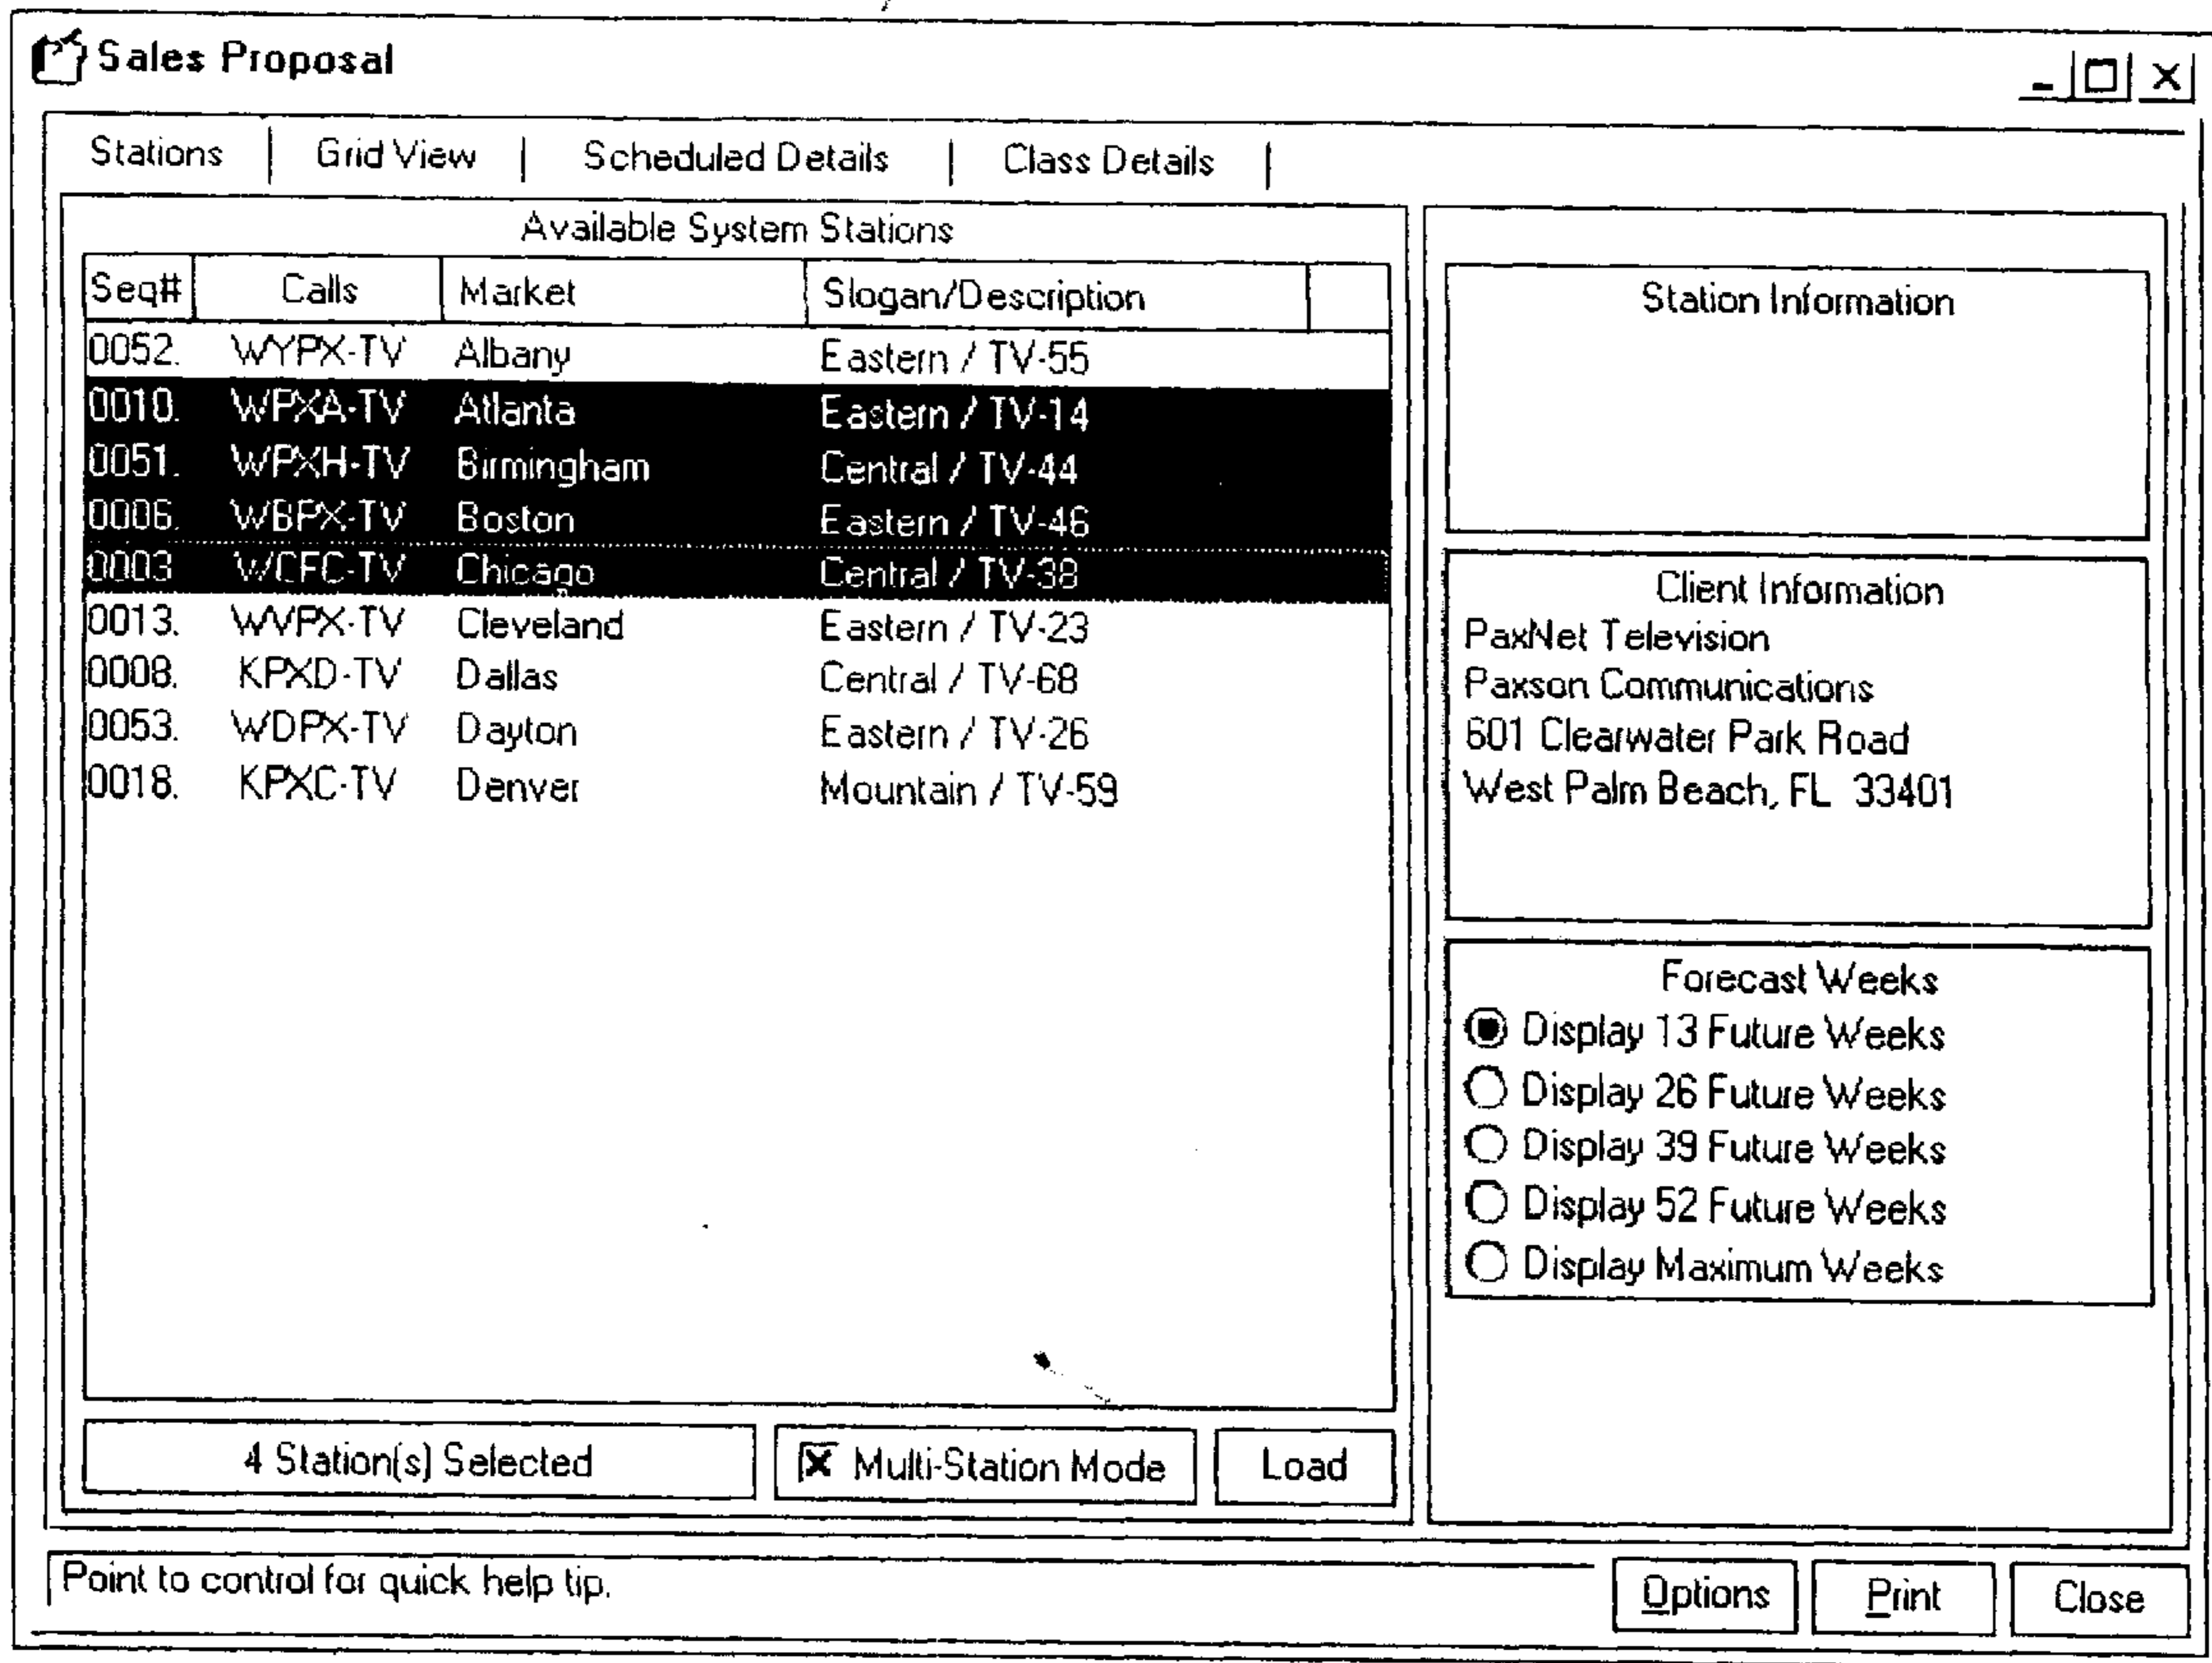 Sales Proposal
Stations | Grid View | Scheduled Details | Class Details |
Available System Stations
Seq# Calls Market Slogan/Description
0052. WYPX-TV Albany Eastern / TV-55
0010. WPXA-TV Atlanta Eastern / TV-14
0051. WPXH-TV Birmingham Central / TV-44
0006. WBPX-TV Boston Eastern / TV-46
0003 WCFC-TV Chicago Central / TV-38
0013. WVPX-TV Cleveland Eastern / TV-23
0008. KPXD-TV Dallas Central / TV-68
0053. WDPX-TV Dayton Eastern / TV-26
0018. KPXC-TV Denver Mountain / TV-59
4 Station(s) Selected
Multi-Station Mode
Load
Station Information
Client Information
PaxNet Television
Paxson Communications
601 Clearwater Park Road
West Palm Beach, FL 33401
Forecast Weeks
Display 13 Future Weeks
Display 26 Future Weeks
Display 39 Future Weeks
Display 52 Future Weeks
Display Maximum Weeks
Point to control for quick help tip.
Options
Print
Close